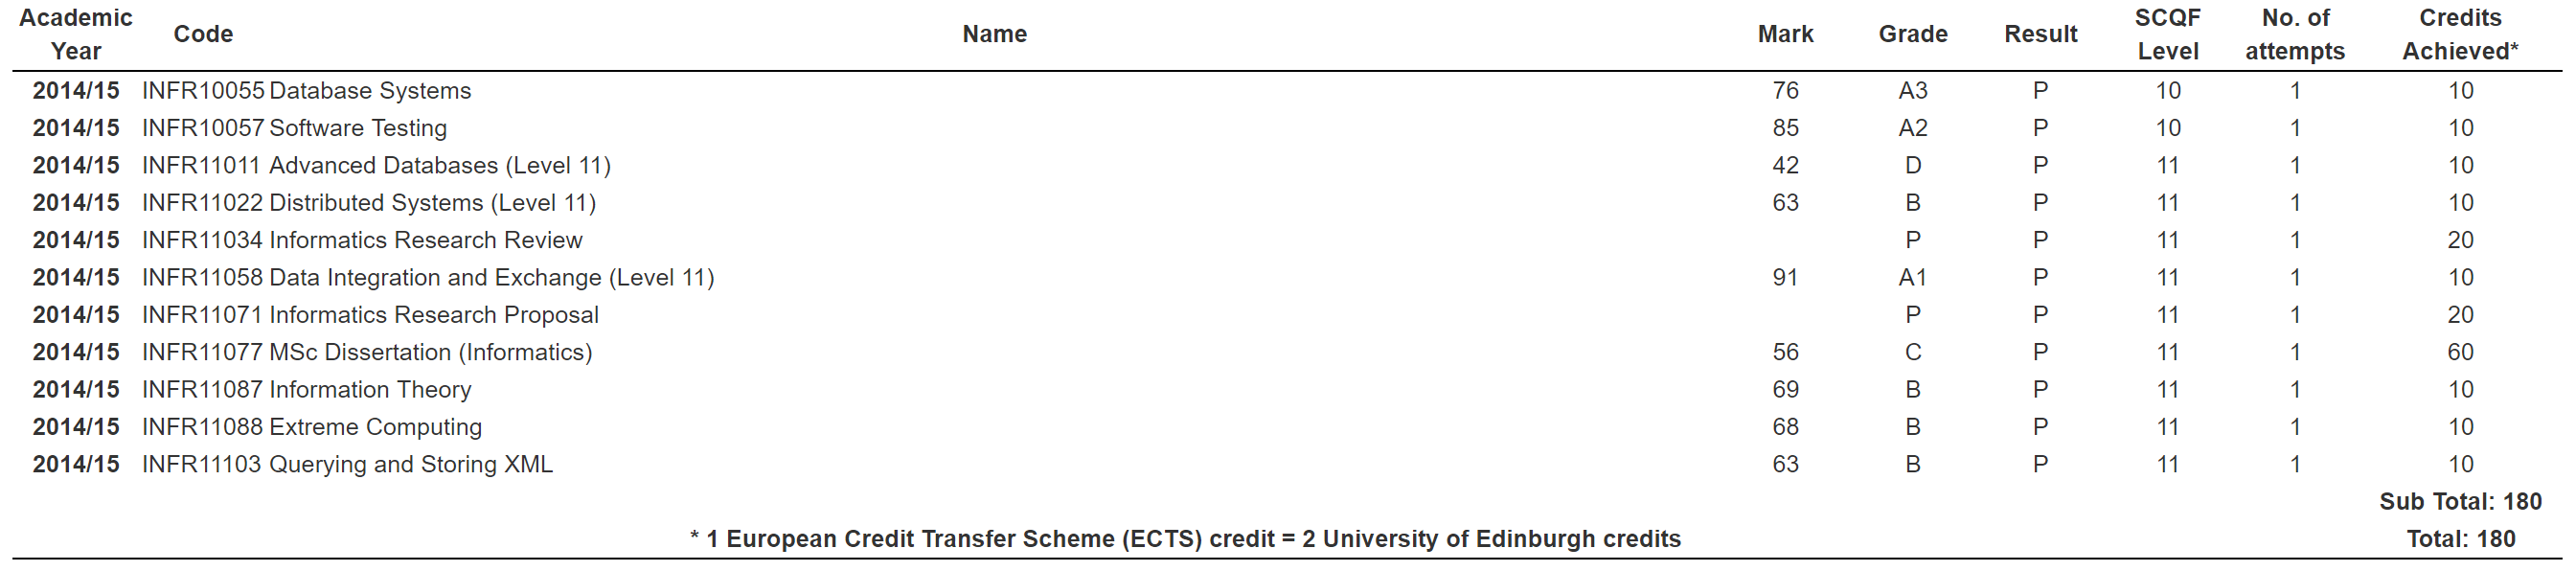 Academic Year Code Name Mark Grade Result SCQF Level No. of attempts Credits Achieved*
2014/15 INFR10055 Database Systems 76 A3 P 10 1 10
2014/15 INFR10057 Software Testing 85 A2 P 10 1 10
2014/15 INFR11011 Advanced Databases (Level 11) 42 D P 11 1 10
2014/15 INFR11022 Distributed Systems (Level 11) 63 B P 11 1 10
2014/15 INFR11034 Informatics Research Review P P 11 1 20
2014/15 INFR11058 Data Integration and Exchange (Level 11) 91 A1 P 11 1 10
2014/15 INFR11071 Informatics Research Proposal P P 11 1 20
2014/15 INFR11077 MSc Dissertation (Informatics) 56 C P 11 1 60
2014/15 INFR11087 Information Theory 69 B P 11 1 10
2014/15 INFR11088 Extreme Computing 68 B P 11 1 10
2014/15 INFR11103 Querying and Storing XML 63 B P 11 1 10
Sub Total: 180
* 1 European Credit Transfer Scheme (ECTS) credit = 2 University of Edinburgh credits Total: 180